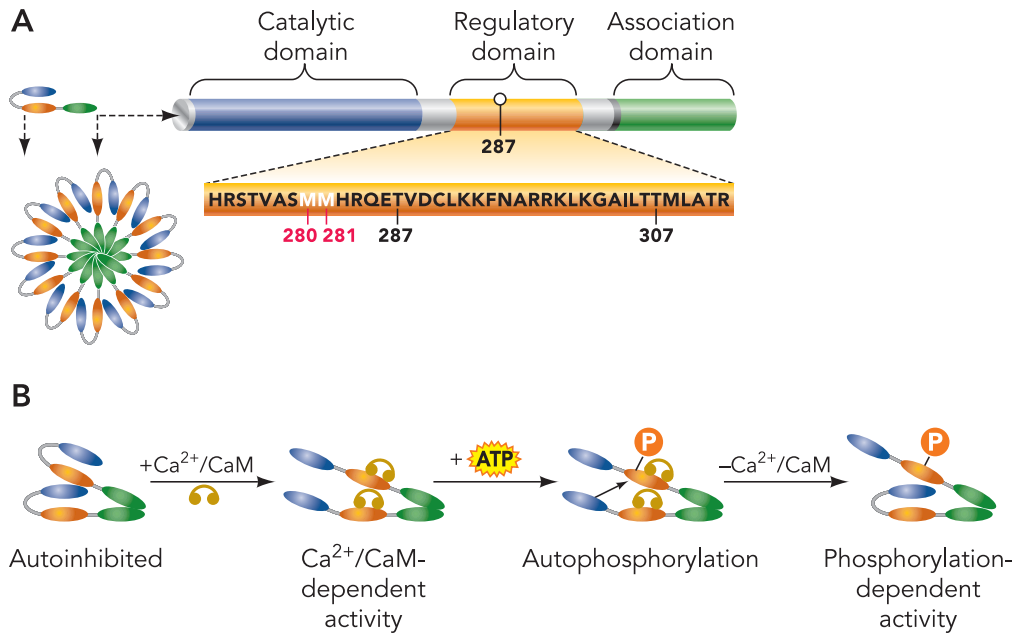 A
Catalytic domain
Regulatory domain
Association domain
287
HRSTVASMMHRQETVDCLKKFNARRKLKGAILTTMLATR
280 281 287 307
B
+Ca²⁺/CaM
+ ATP
P
–Ca²⁺/CaM
P
Autoinhibited
Ca²⁺/CaM-
dependent
activity
Autophosphorylation
Phosphorylation-
dependent
activity